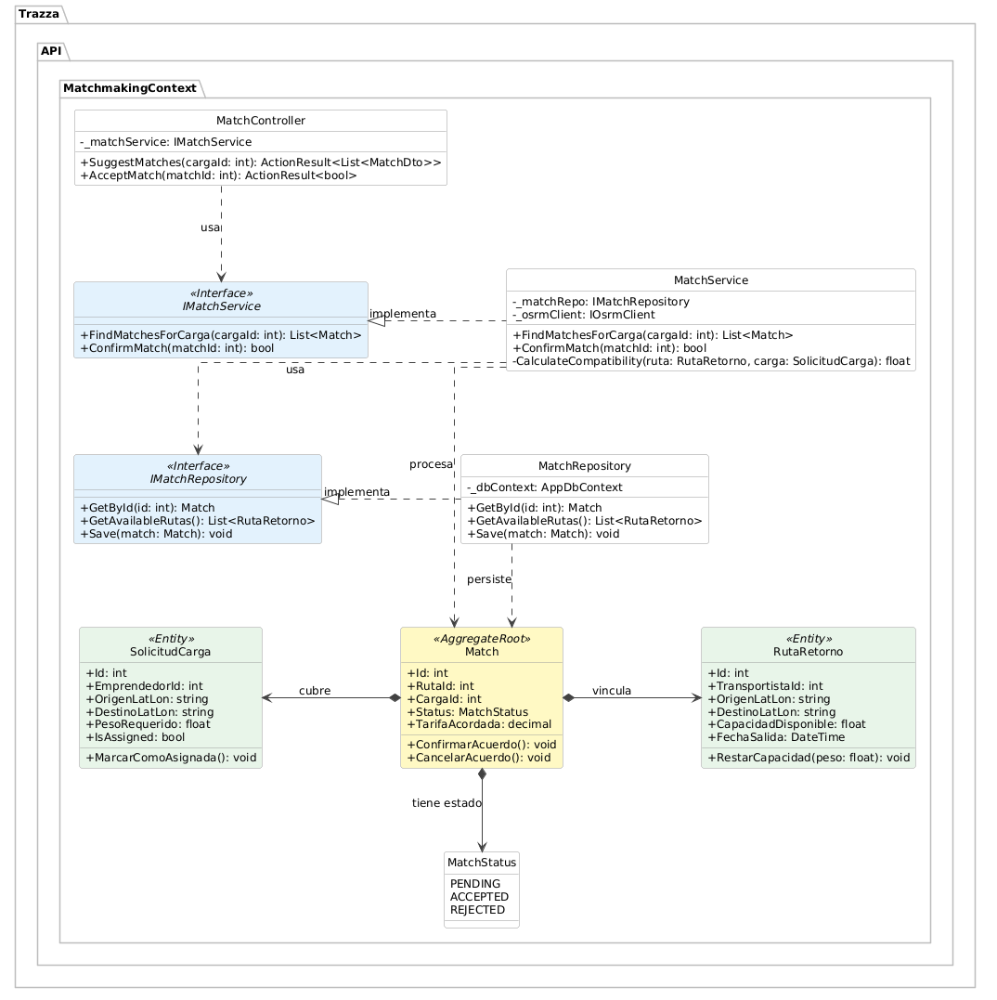 Trazza
API
MatchmakingContext
MatchController
-_matchService: IMatchService
+SuggestMatches(cargaId: int): ActionResult<List<MatchDto>>
+AcceptMatch(matchId: int): ActionResult<bool>
usa
«Interface»
IMatchService
+FindMatchesForCarga(cargaId: int): List<Match>
+ConfirmMatch(matchId: int): bool
implementa
MatchService
-_matchRepo: IMatchRepository
-_osrmClient: IOsrmClient
+FindMatchesForCarga(cargaId: int): List<Match>
+ConfirmMatch(matchId: int): bool
-CalculateCompatibility(ruta: RutaRetorno, carga: SolicitudCarga): float
usa
procesa
«Interface»
IMatchRepository
+GetById(id: int): Match
+GetAvailableRutas(): List<RutaRetorno>
+Save(match: Match): void
implementa
MatchRepository
-_dbContext: AppDbContext
+GetById(id: int): Match
+GetAvailableRutas(): List<RutaRetorno>
+Save(match: Match): void
persiste
«Entity»
SolicitudCarga
+Id: int
+EmprendedorId: int
+OrigenLatLon: string
+DestinoLatLon: string
+PesoRequerido: float
+IsAssigned: bool
+MarcarComoAsignada(): void
cubre
«AggregateRoot»
Match
+Id: int
+RutaId: int
+CargaId: int
+Status: MatchStatus
+TarifaAcordada: decimal
+ConfirmarAcuerdo(): void
+CancelarAcuerdo(): void
vincula
«Entity»
RutaRetorno
+Id: int
+TransportistaId: int
+OrigenLatLon: string
+DestinoLatLon: string
+CapacidadDisponible: float
+FechaSalida: DateTime
+RestarCapacidad(peso: float): void
tiene estado
MatchStatus
PENDING
ACCEPTED
REJECTED